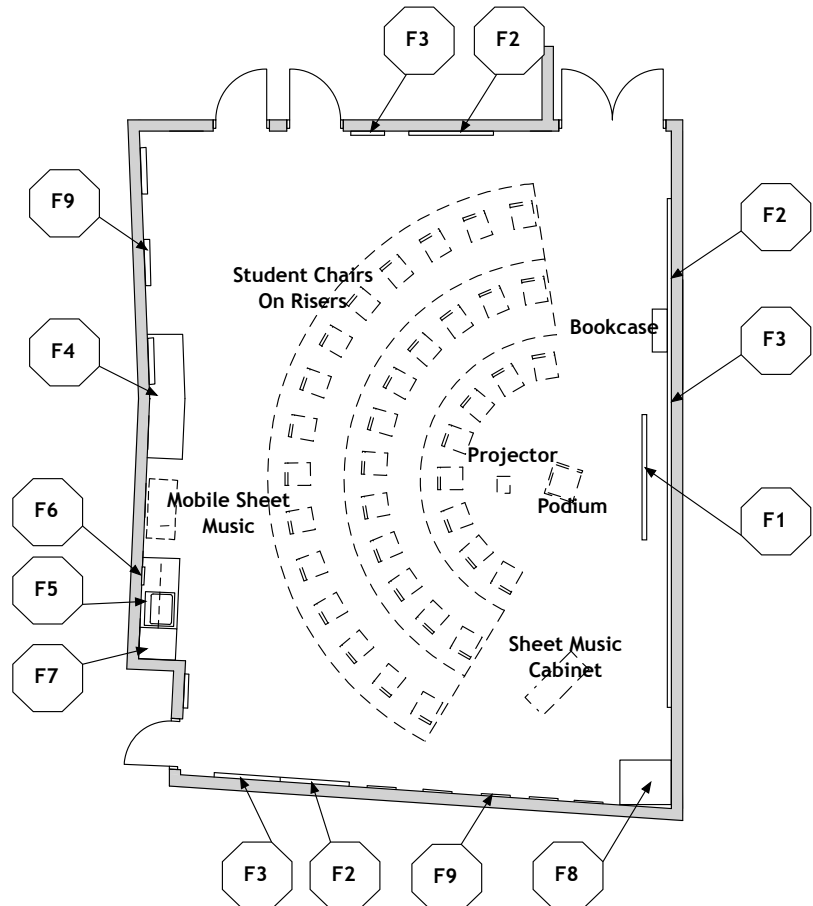 F3
F2
F9
F2
Student Chairs
On Risers
Bookcase
F4
F3
Projector
Mobile Sheet
Music
Podium
F6
F1
F5
F7
Sheet Music
Cabinet
F3
F2
F9
F8